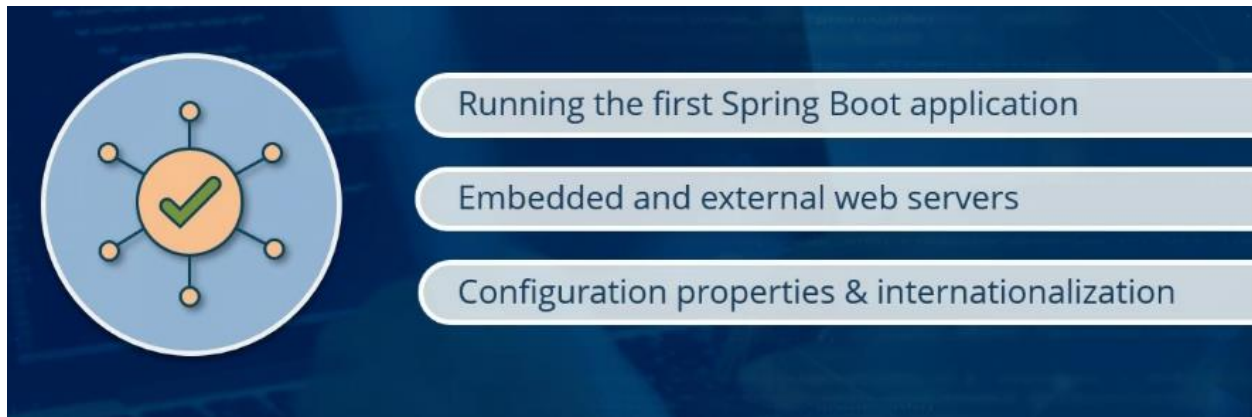 Running the first Spring Boot application
Embedded and external web servers
Configuration properties & internationalization